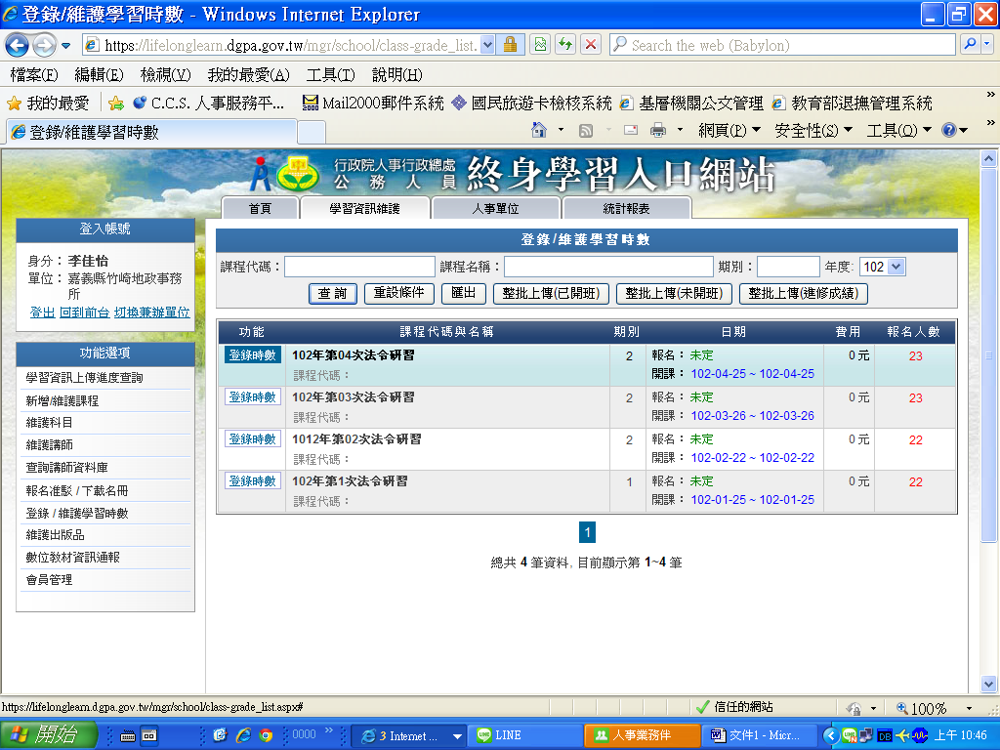 登錄/維護學習時數 - Windows Internet Explorer
https://lifelonglearn.dgpa.gov.tw/mgr/school/class-grade_list.
Search the web (Babylon)
檔案(F) 編輯(E) 檢視(V) 我的最愛(A) 工具(T) 說明(H)
我的最愛 C.C.S. 人事服務平... Mail2000郵件系統 國民旅遊卡檢核系統 基層機關公文管理 教育部退撫管理系統 »
登錄/維護學習時數
網頁(P) 安全性(S) 工具(O) »
行政院人事行政總處
公務人員 終身學習入口網站
首頁 學習資訊維護 人事單位 統計報表
登入帳號
身分：李佳怡
單位：嘉義縣竹崎地政事務
所
登出 回到前台 切換兼辦單位
功能選項
學習資訊上傳進度查詢
新增/維護課程
維護科目
維護講師
查詢講師資料庫
報名准駁 / 下載名冊
登錄 / 維護學習時數
維護出版品
數位教材資訊通報
會員管理
登錄/維護學習時數
課程代碼： 課程名稱： 期別： 年度: 102
查 詢 重設條件 匯出 整批上傳(已開班) 整批上傳(未開班) 整批上傳(進修成績)
功能 課程代碼與名稱 期別 日期 費用 報名人數
登錄時數 102年第04次法令研習 2 報名：未定 0 元 23
課程代碼： 開課：102-04-25 ~ 102-04-25
登錄時數 102年第03次法令研習 2 報名：未定 0 元 23
課程代碼： 開課：102-03-26 ~ 102-03-26
登錄時數 1012年第02次法令研習 2 報名：未定 0 元 22
課程代碼： 開課：102-02-22 ~ 102-02-22
登錄時數 102年第1次法令研習 1 報名：未定 0 元 22
課程代碼： 開課：102-01-25 ~ 102-01-25
1
總共 4 筆資料, 目前顯示第 1~4 筆
https://lifelonglearn.dgpa.gov.tw/mgr/school/class-grade_list.aspx#
信任的網站
100%
開始 0000 » 3 Internet ... LINE 人事業務伴 文件1 - Micr... DB 上午 10:46